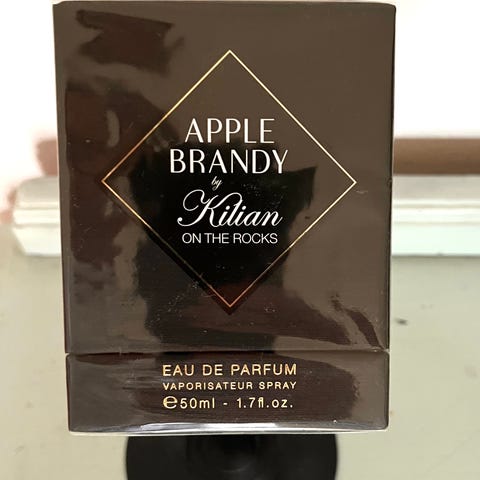 APPLE
BRANDY
by
Kilian
ON THE ROCKS
EAU DE PARFUM
VAPORISATEUR SPRAY
℮50ml - 1.7fl.oz.